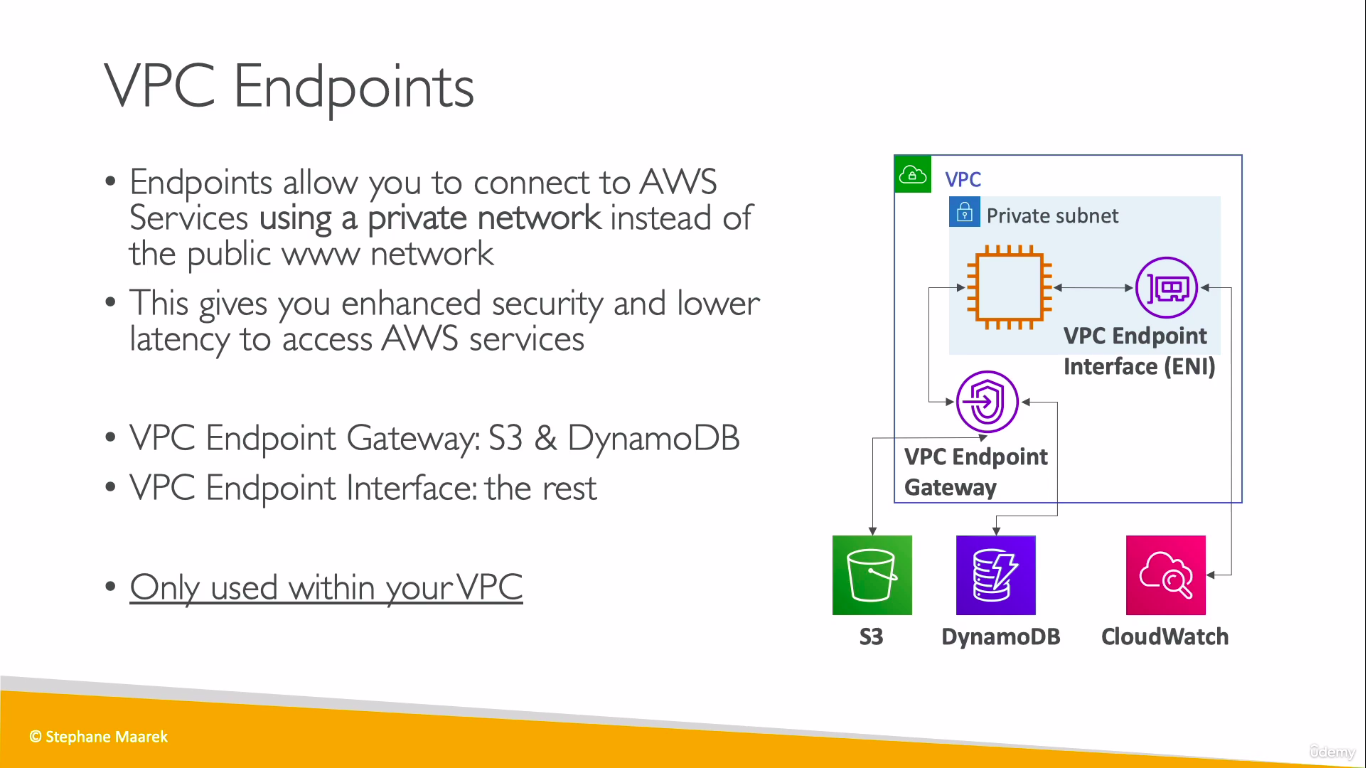 VPC Endpoints
• Endpoints allow you to connect to AWS
Services using a private network instead of
the public www network
• This gives you enhanced security and lower
latency to access AWS services
• VPC Endpoint Gateway: S3 & DynamoDB
• VPC Endpoint Interface: the rest
• Only used within your VPC
VPC
Private subnet
VPC Endpoint
Interface (ENI)
VPC Endpoint
Gateway
S3
DynamoDB
CloudWatch
© Stephane Maarek
ûdemy